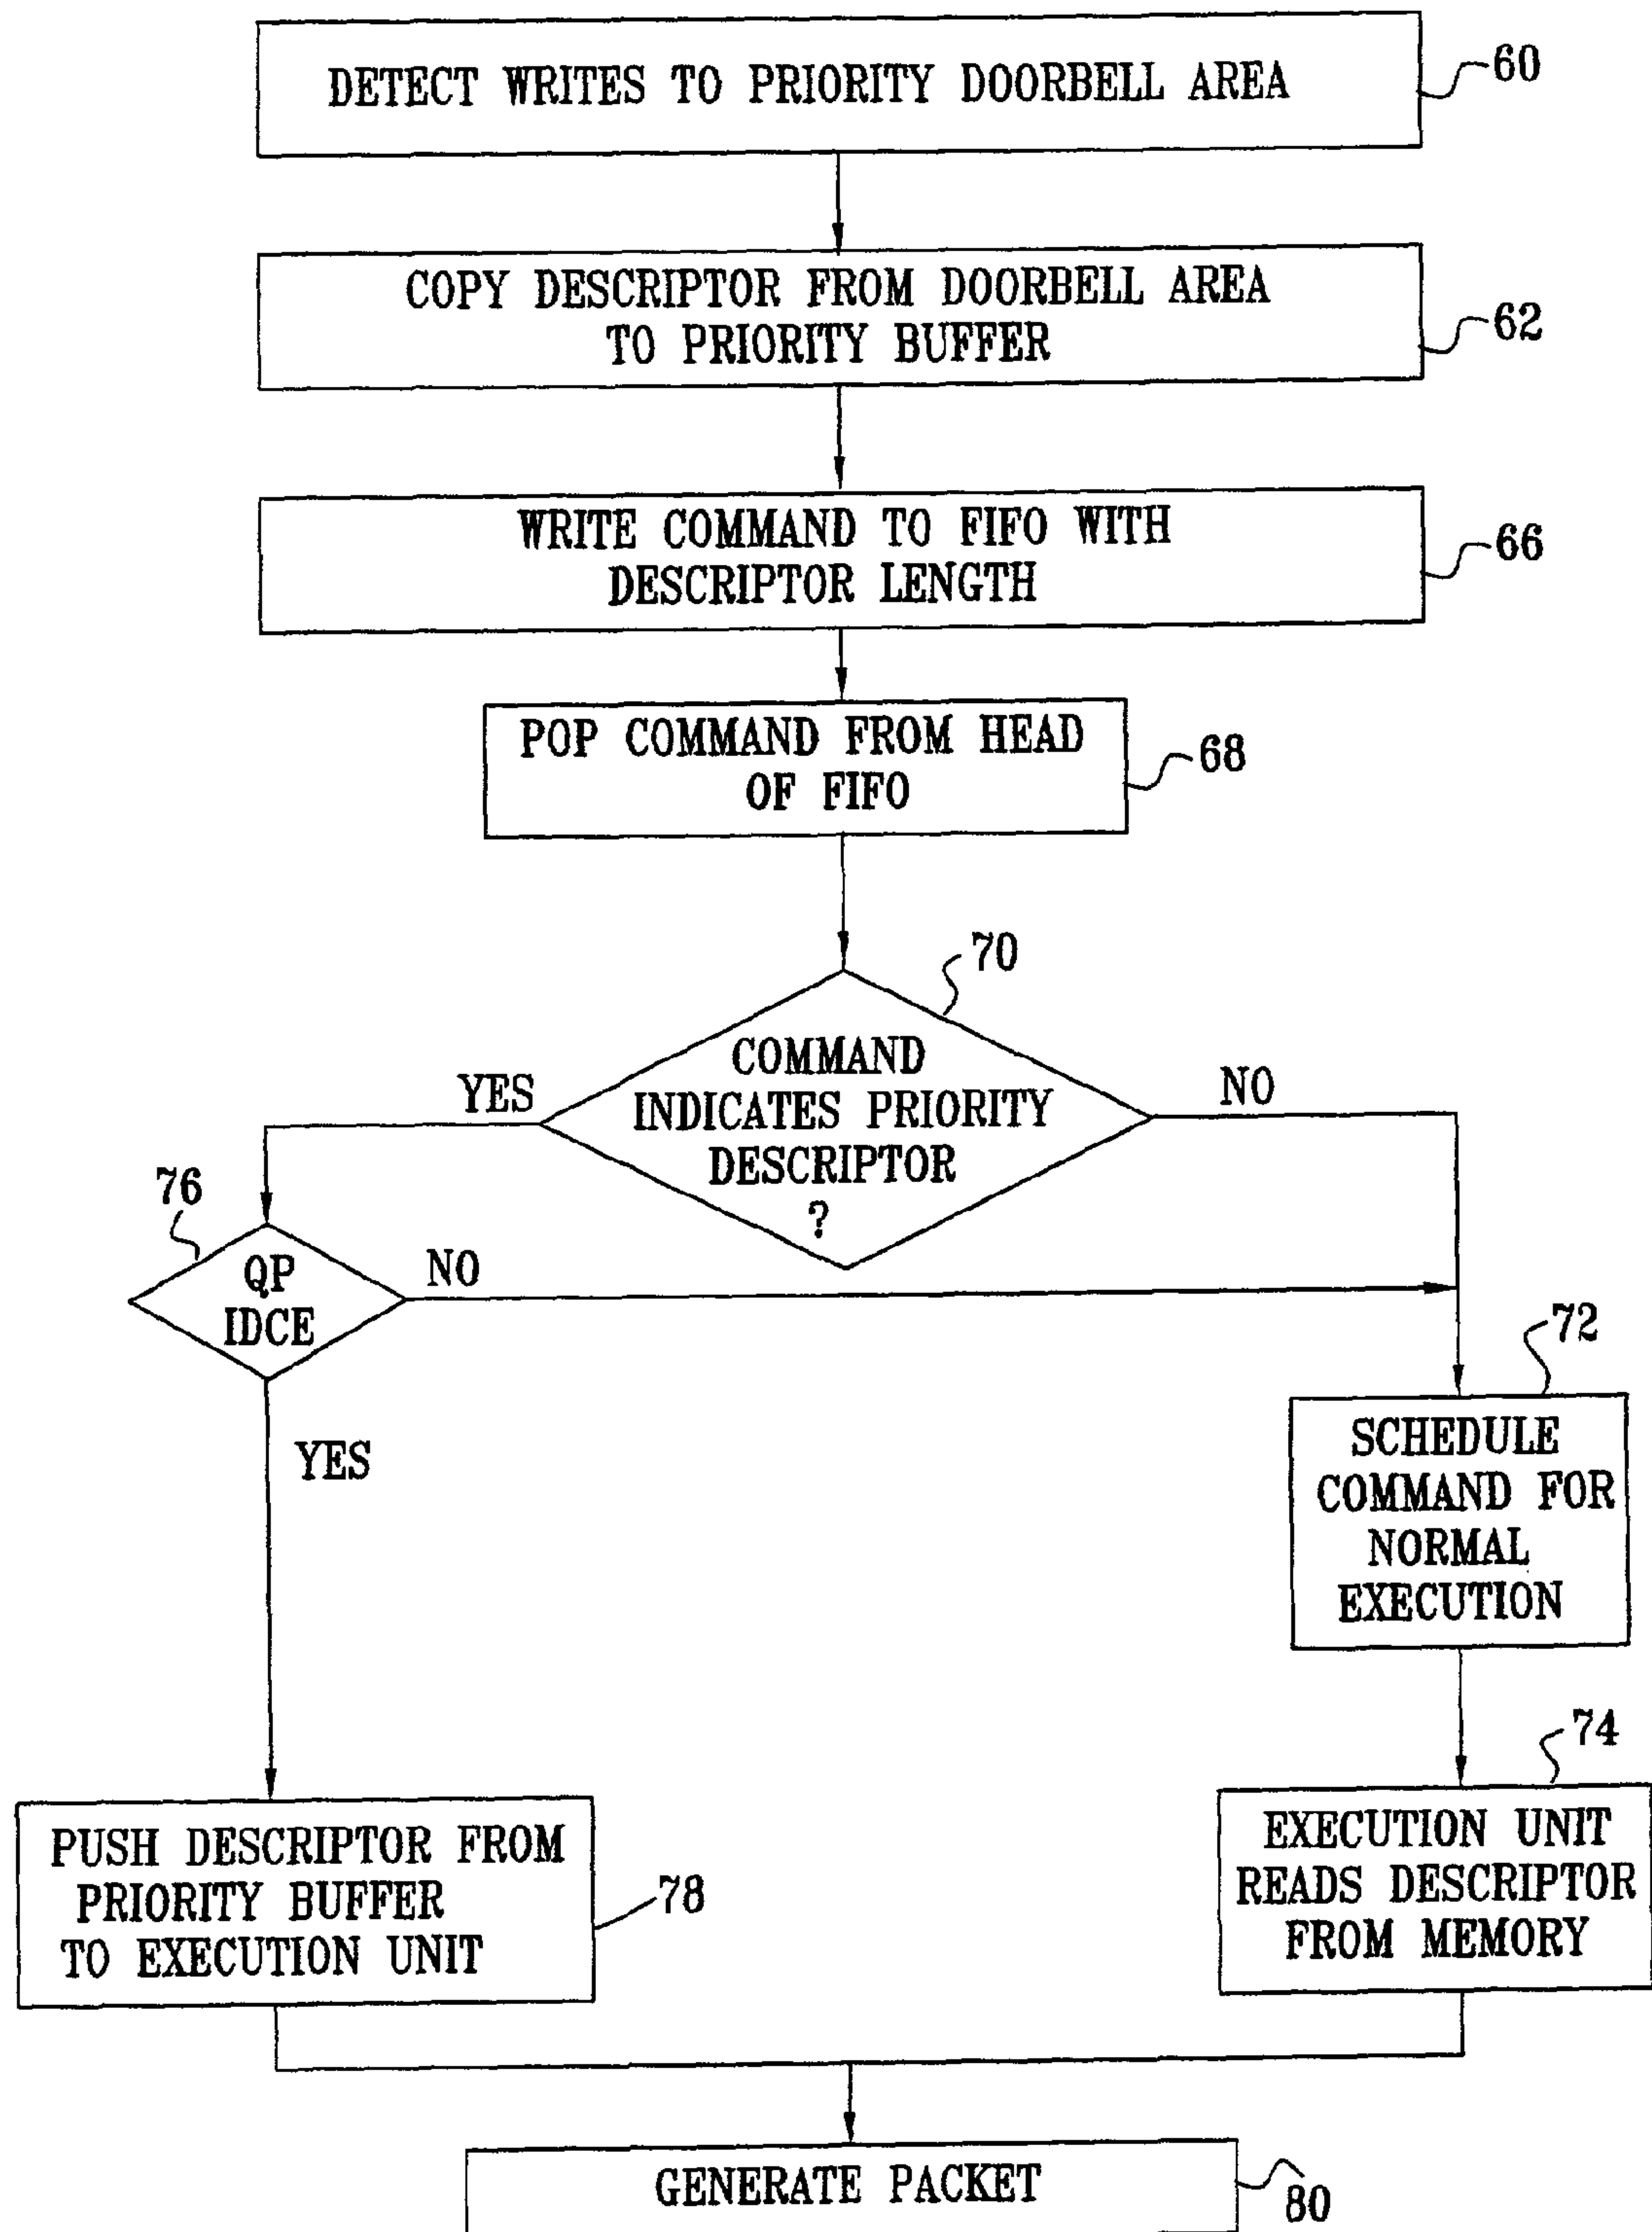 DETECT WRITES TO PRIORITY DOORBELL AREA
60
COPY DESCRIPTOR FROM DOORBELL AREA
TO PRIORITY BUFFER
62
WRITE COMMAND TO FIFO WITH
DESCRIPTOR LENGTH
66
POP COMMAND FROM HEAD
OF FIFO
68
70
COMMAND
INDICATES PRIORITY
DESCRIPTOR
?
YES
NO
76
QP
IDCE
NO
YES
72
SCHEDULE
COMMAND FOR
NORMAL
EXECUTION
74
EXECUTION UNIT
READS DESCRIPTOR
FROM MEMORY
PUSH DESCRIPTOR FROM
PRIORITY BUFFER
TO EXECUTION UNIT
78
GENERATE PACKET
80